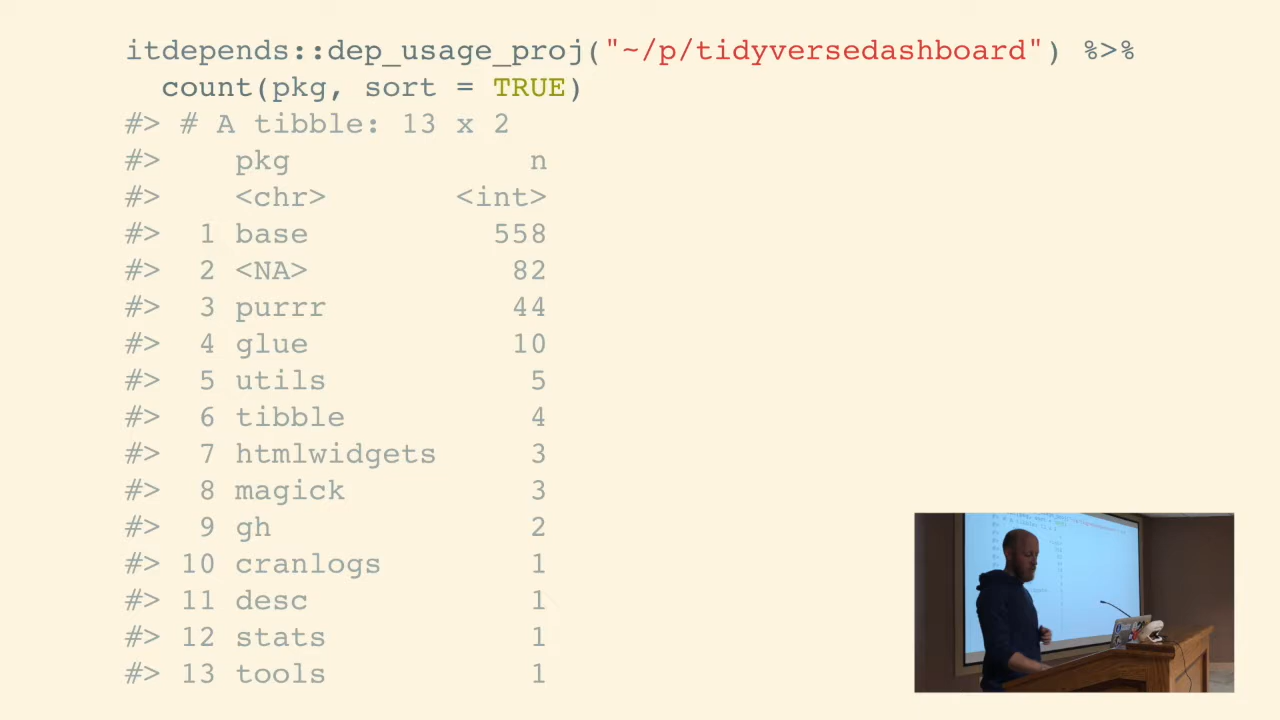 itdepends::dep_usage_proj("~/p/tidyversedashboard") %>%
  count(pkg, sort = TRUE)
#> # A tibble: 13 x 2
#>    pkg             n
#>    <chr>       <int>
#>  1 base          558
#>  2 <NA>           82
#>  3 purrr          44
#>  4 glue           10
#>  5 utils           5
#>  6 tibble          4
#>  7 htmlwidgets     3
#>  8 magick          3
#>  9 gh              2
#> 10 cranlogs        1
#> 11 desc            1
#> 12 stats           1
#> 13 tools           1